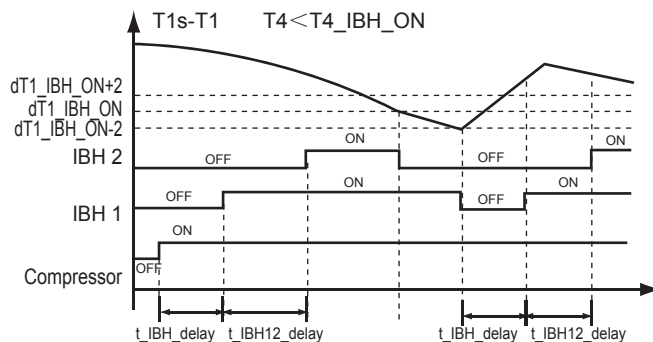 T1s-T1 T4＜T4_IBH_ON
dT1_IBH_ON+2
dT1_IBH_ON
dT1_IBH_ON-2
IBH 2
OFF
ON
OFF
ON
IBH 1
OFF
ON
OFF
ON
Compressor
OFF
ON
t_IBH_delay
t_IBH12_delay
t_IBH_delay
t_IBH12_delay